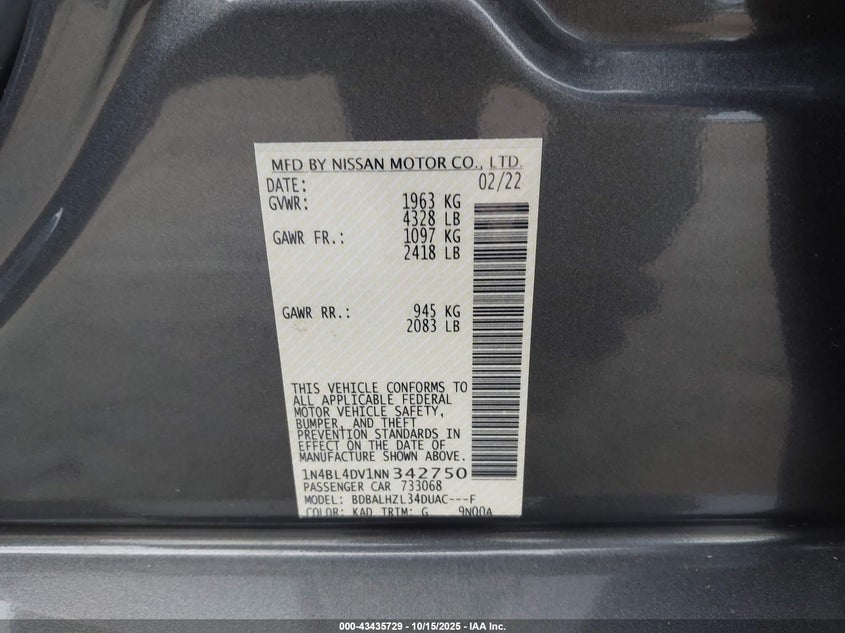 MFD BY NISSAN MOTOR CO., LTD.
DATE: 02/22
GVWR: 1963 KG
4328 LB
GAWR FR.: 1097 KG
2418 LB
GAWR RR.: 945 KG
2083 LB
THIS VEHICLE CONFORMS TO
ALL APPLICABLE FEDERAL
MOTOR VEHICLE SAFETY,
BUMPER, AND THEFT
PREVENTION STANDARDS IN
EFFECT ON THE DATE OF
MANUFACTURE SHOWN ABOVE.
1N4BL4DV1NN342750
PASSENGER CAR 733068
MODEL: BDBALHZL34DUAC---F
COLOR: KAD TRIM: G 9N00A
000-43435729 - 10/15/2025 - IAA Inc.